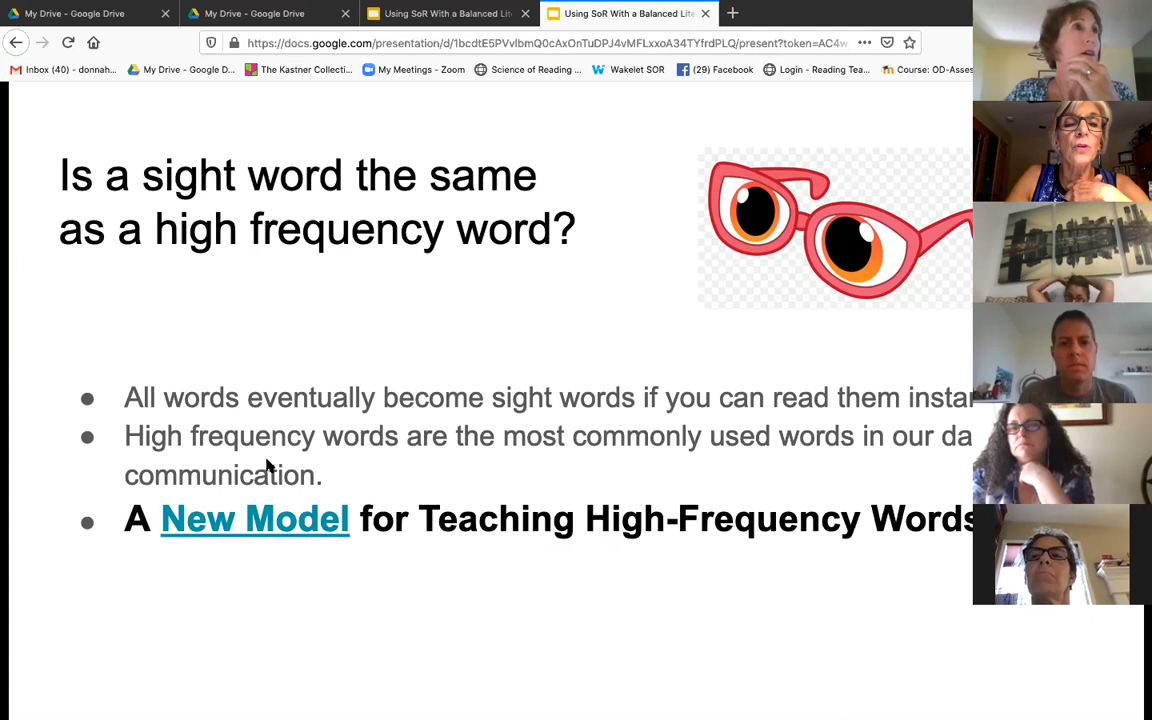 My Drive - Google Drive
My Drive - Google Drive
Using SoR With a Balanced Lit
Using SoR With a Balanced Lite
https://docs.google.com/presentation/d/1bcdtE5PVvlbmQ0cAxOnTuDPJ4vMFLxxoA34TYfrdPLQ/present?token=AC4w
Inbox (40) - donnah... My Drive - Google D... The Kastner Collecti... My Meetings - Zoom Science of Reading ... Wakelet SOR (29) Facebook Login - Reading Tea... Course: OD-Asses
Is a sight word the same
as a high frequency word?
All words eventually become sight words if you can read them instan
High frequency words are the most commonly used words in our da
communication.
A New Model for Teaching High-Frequency Words